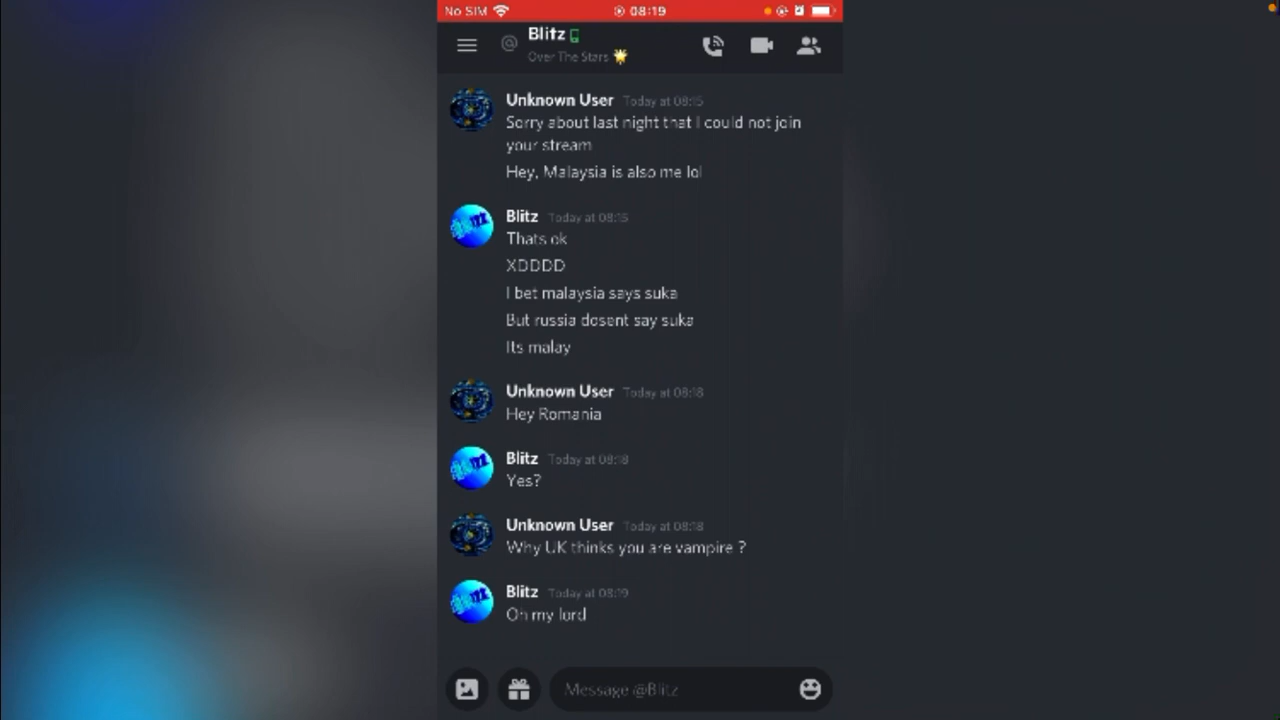 No SIM 08:19
Blitz
Over The Stars
Unknown User Today at 08:15
Sorry about last night that I could not join
your stream
Hey, Malaysia is also me lol
Blitz Today at 08:15
Thats ok
XDDDD
I bet malaysia says suka
But russia dosent say suka
Its malay
Unknown User Today at 08:18
Hey Romania
Blitz Today at 08:18
Yes?
Unknown User Today at 08:18
Why UK thinks you are vampire ?
Blitz Today at 08:19
Oh my lord
Message @Blitz